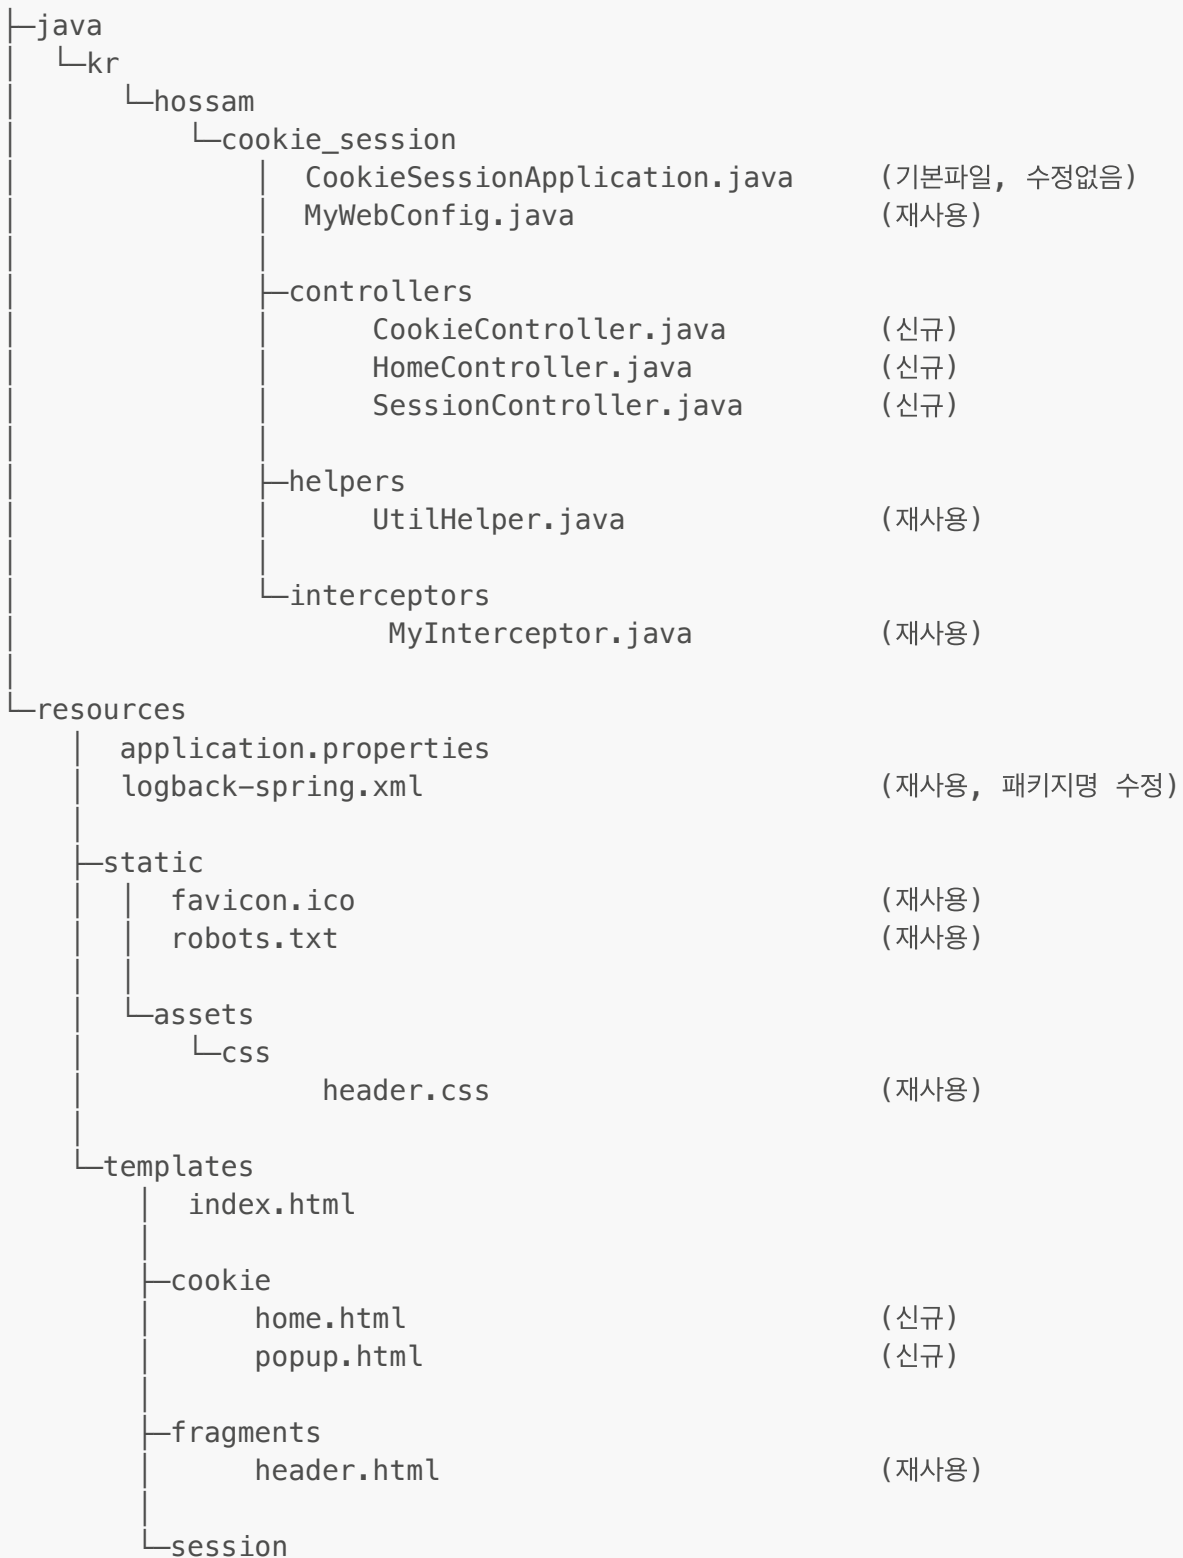 ├─java
│  └─kr
│      └─hossam
│          └─cookie_session
│              │  CookieSessionApplication.java     (기본파일, 수정없음)
│              │  MyWebConfig.java                  (재사용)
│              │
│              ├─controllers
│              │      CookieController.java         (신규)
│              │      HomeController.java           (신규)
│              │      SessionController.java        (신규)
│              │
│              ├─helpers
│              │      UtilHelper.java               (재사용)
│              │
│              └─interceptors
│                      MyInterceptor.java           (재사용)
│
└─resources
    │  application.properties
    │  logback-spring.xml                           (재사용, 패키지명 수정)
    │
    ├─static
    │  │  favicon.ico                               (재사용)
    │  │  robots.txt                                (재사용)
    │  │
    │  └─assets
    │      └─css
    │              header.css                       (재사용)
    │
    └─templates
        │  index.html
        │
        ├─cookie
        │      home.html                            (신규)
        │      popup.html                           (신규)
        │
        ├─fragments
        │      header.html                          (재사용)
        │
        └─session